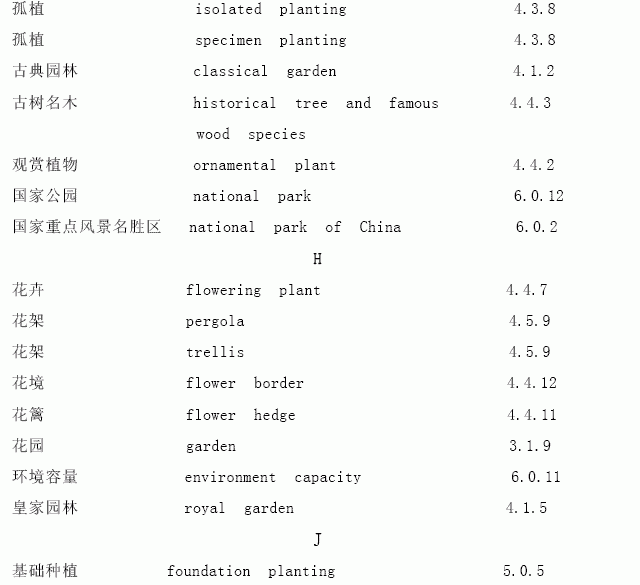 孤植 isolated planting 4.3.8
孤植 specimen planting 4.3.8
古典园林 classical garden 4.1.2
古树名木 historical tree and famous 4.4.3
wood species
观赏植物 ornamental plant 4.4.2
国家公园 national park 6.0.12
国家重点风景名胜区 national park of China 6.0.2
H
花卉 flowering plant 4.4.7
花架 pergola 4.5.9
花架 trellis 4.5.9
花境 flower border 4.4.12
花篱 flower hedge 4.4.11
花园 garden 3.1.9
环境容量 environment capacity 6.0.11
皇家园林 royal garden 4.1.5
J
基础种植 foundation planting 5.0.5